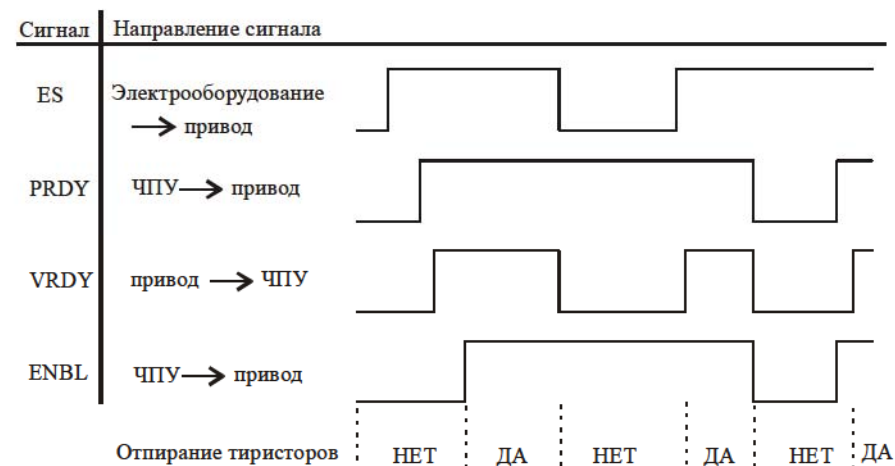 Сигнал Направление сигнала
ES Электрооборудование
привод
PRDY ЧПУ привод
VRDY привод ЧПУ
ENBL ЧПУ привод
Отпирание тиристоров НЕТ ДА НЕТ ДА НЕТ ДА